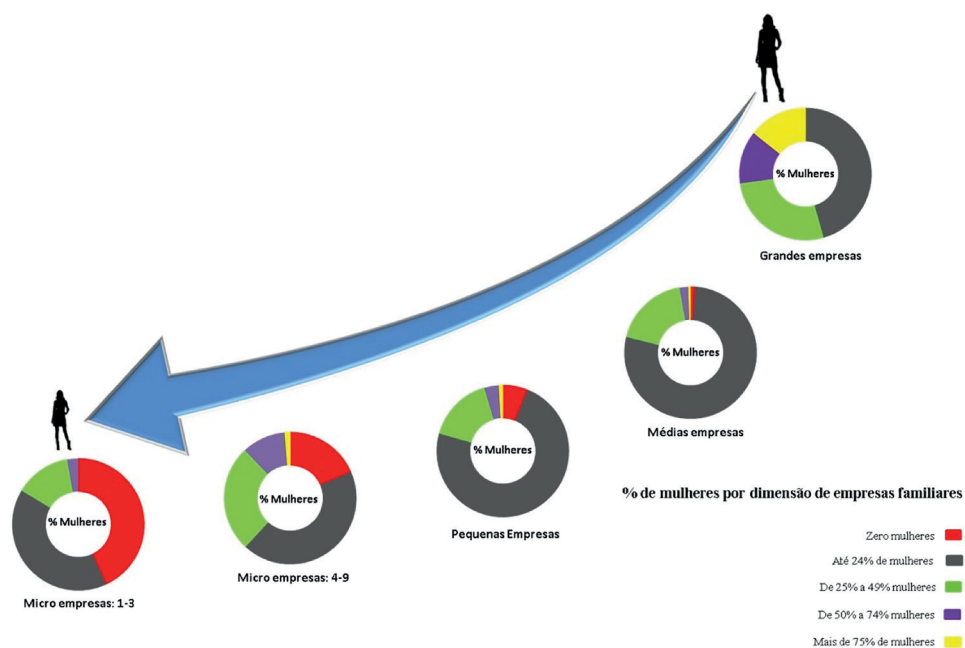 % Mulheres
Grandes empresas
% Mulheres
Médias empresas
% Mulheres
Pequenas Empresas
% Mulheres
Micro empresas: 4-9
% Mulheres
Micro empresas: 1-3
% de mulheres por dimensão de empresas familiares
Zero mulheres
Até 24% de mulheres
De 25% a 49% mulheres
De 50% a 74% mulheres
Mais de 75% de mulheres